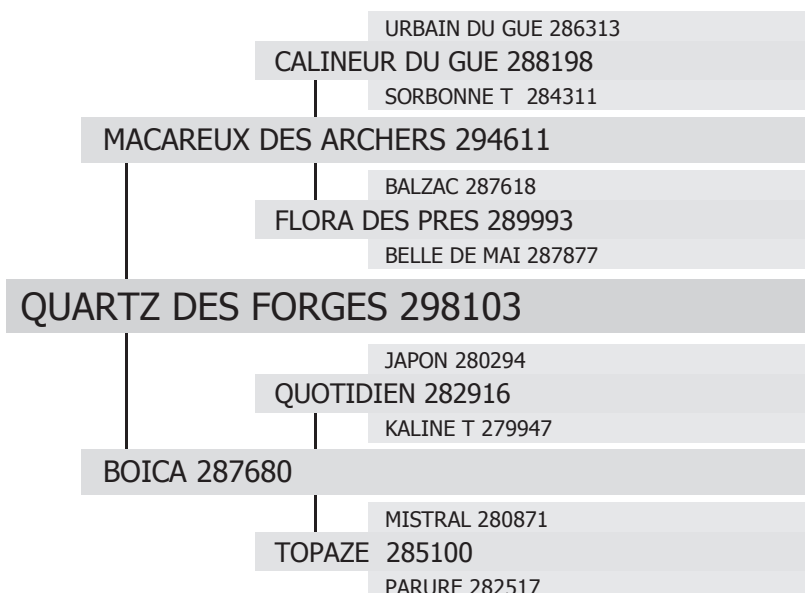 URBAIN DU GUE 286313
CALINEUR DU GUE 288198
SORBONNE T 284311
MACAREUX DES ARCHERS 294611
BALZAC 287618
FLORA DES PRES 289993
BELLE DE MAI 287877
QUARTZ DES FORGES 298103
JAPON 280294
QUOTIDIEN 282916
KALINE T 279947
BOICA 287680
MISTRAL 280871
TOPAZE 285100
PARURE 282517